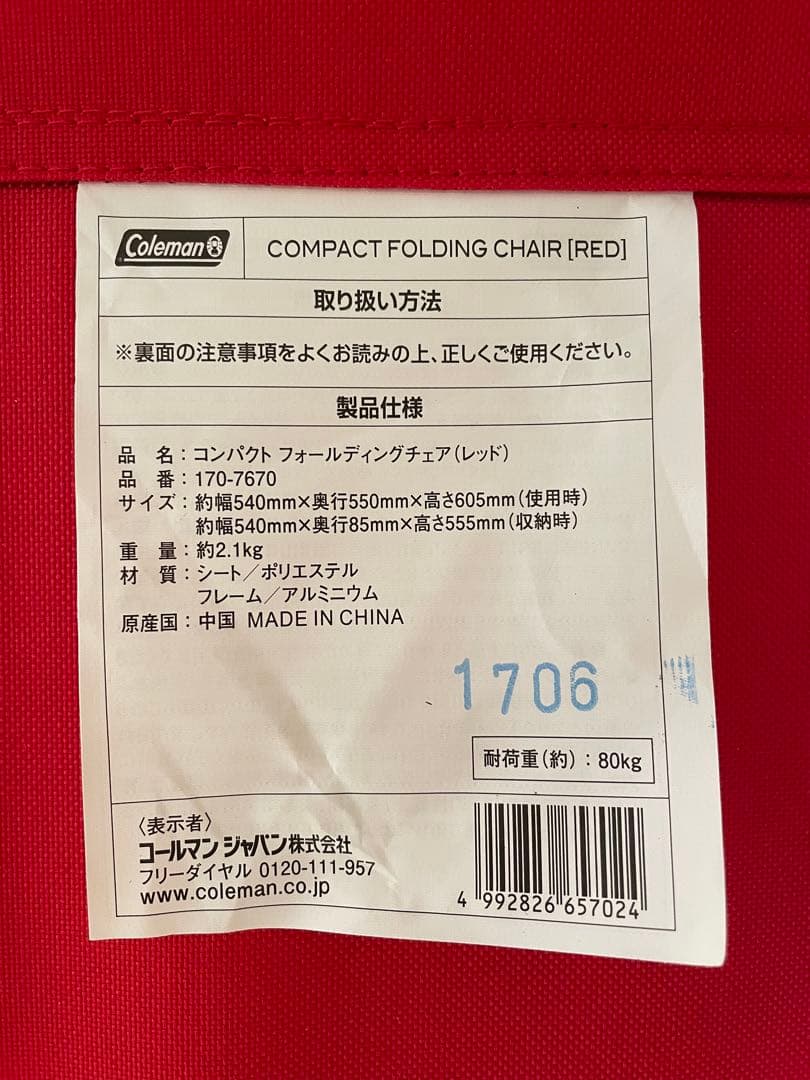 Coleman
COMPACT FOLDING CHAIR [RED]
取り扱い方法
※裏面の注意事項をよくお読みの上、正しくご使用ください。
製品仕様
品 名：コンパクト フォールディングチェア（レッド）
品 番：170-7670
サイズ：約幅540mm×奥行550mm×高さ605mm（使用時）
約幅540mm×奥行85mm×高さ555mm（収納時）
重 量：約2.1kg
材 質：シート／ポリエステル
フレーム／アルミニウム
原産国：中国 MADE IN CHINA
1706
耐荷重（約）：80kg
〈表示者〉
コールマン ジャパン株式会社
フリーダイヤル 0120-111-957
www.coleman.co.jp
4 992826 657024